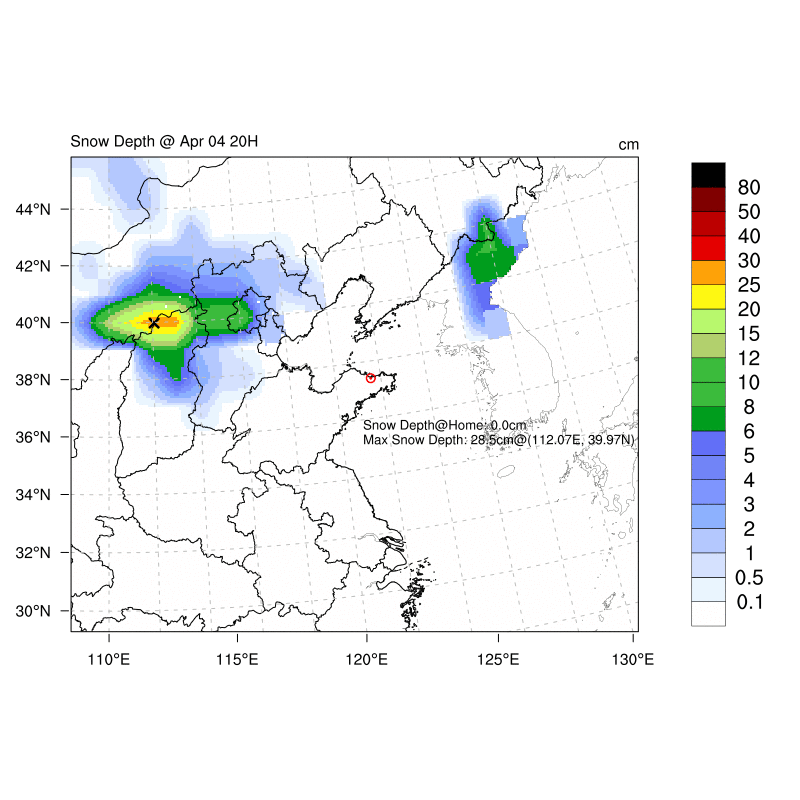 Snow Depth @ Apr 04 20H
cm
44°N
42°N
40°N
38°N
36°N
34°N
32°N
30°N
110°E
115°E
120°E
125°E
130°E
Snow Depth@Home: 0.0cm
Max Snow Depth: 28.5cm@(112.07E, 39.97N)
80
50
40
30
25
20
15
12
10
8
6
5
4
3
2
1
0.5
0.1